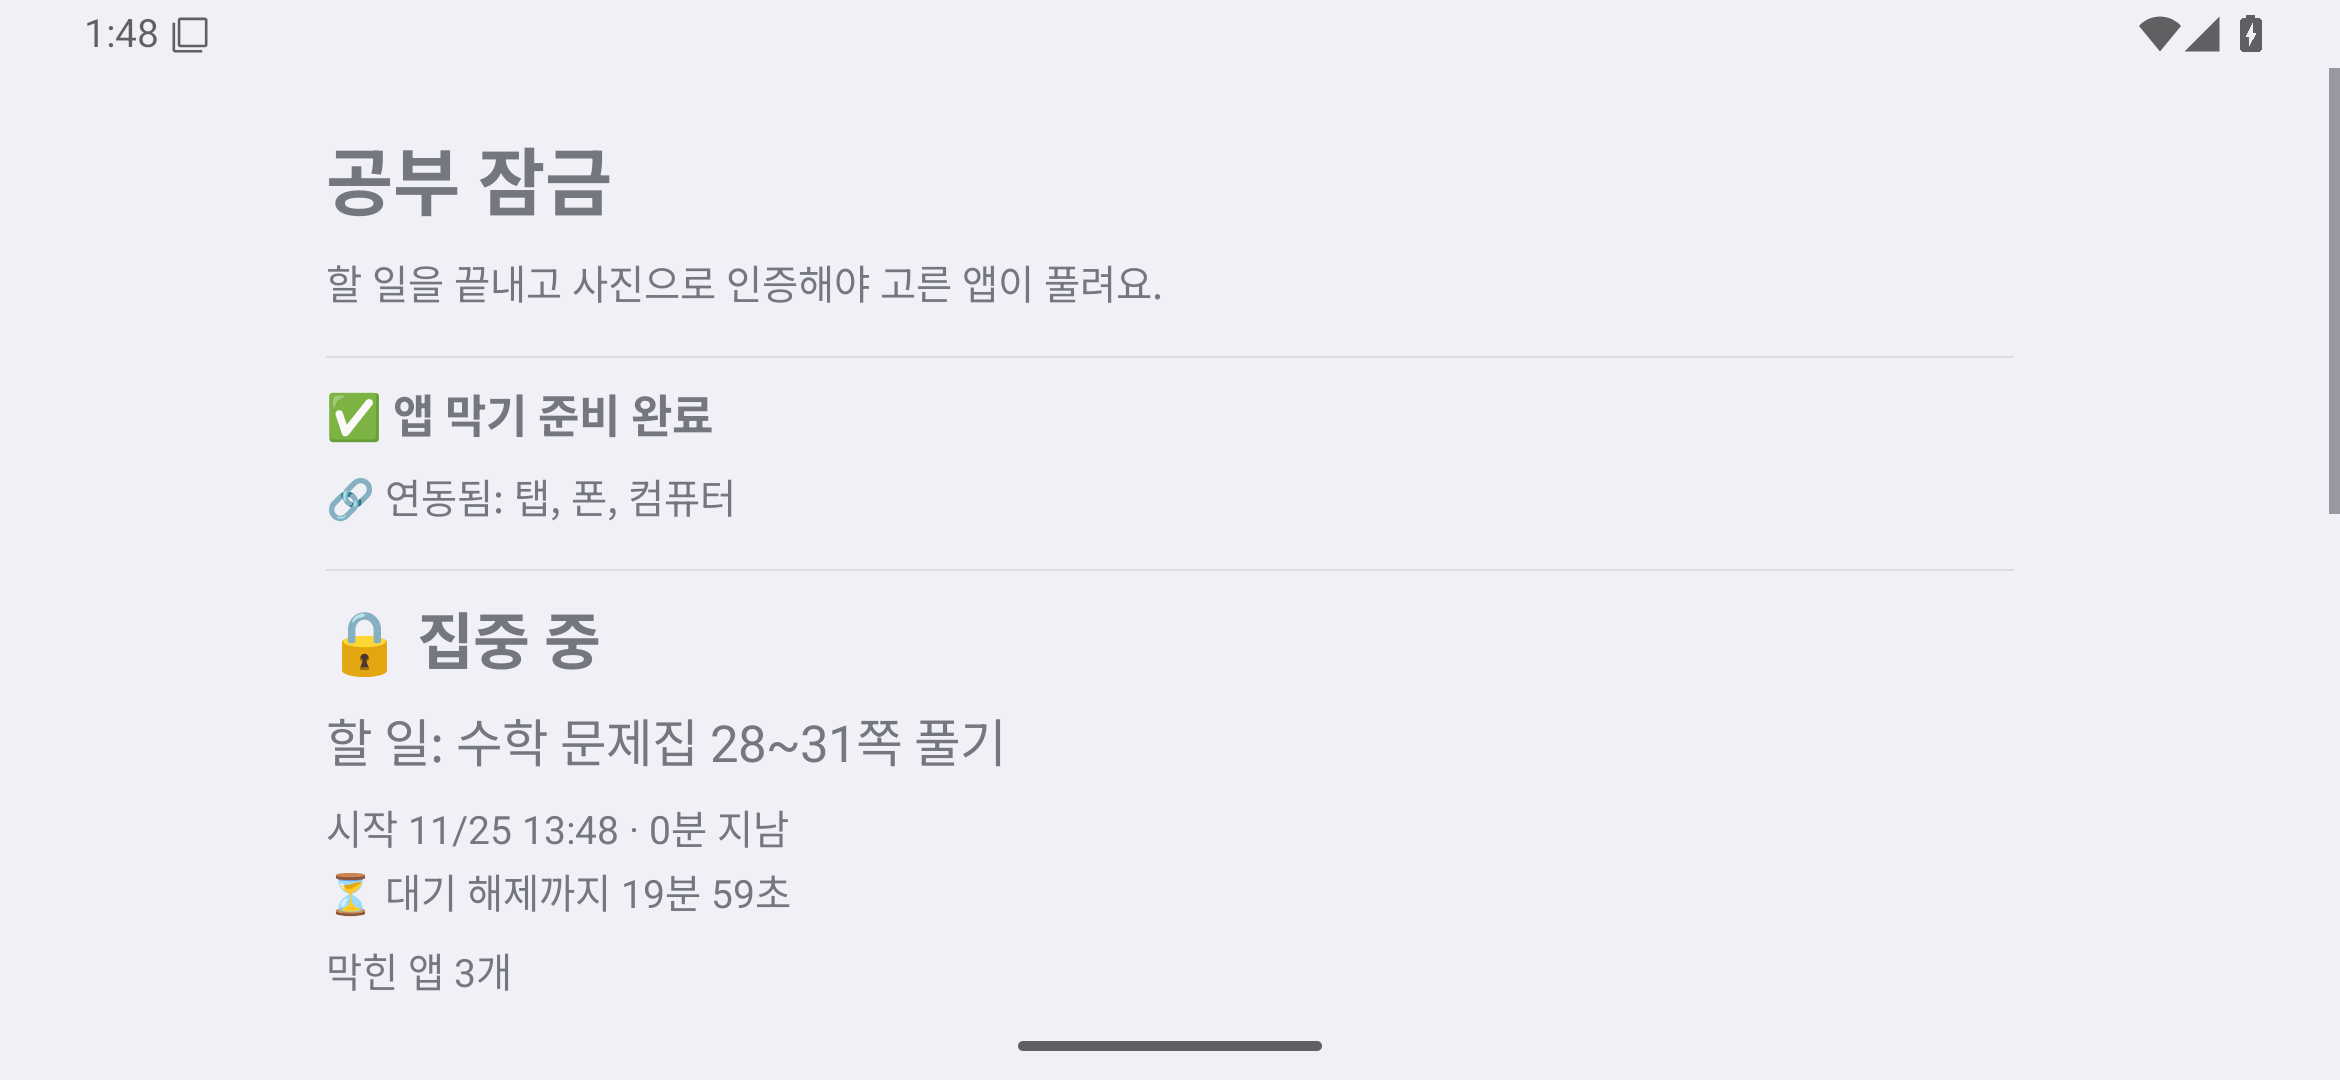 1:48
공부 잠금
할 일을 끝내고 사진으로 인증해야 고른 앱이 풀려요.
✅ 앱 막기 준비 완료
🔗 연동됨: 탭, 폰, 컴퓨터
🔒 집중 중
할 일: 수학 문제집 28~31쪽 풀기
시작 11/25 13:48 · 0분 지남
⏳ 대기 해제까지 19분 59초
막힌 앱 3개